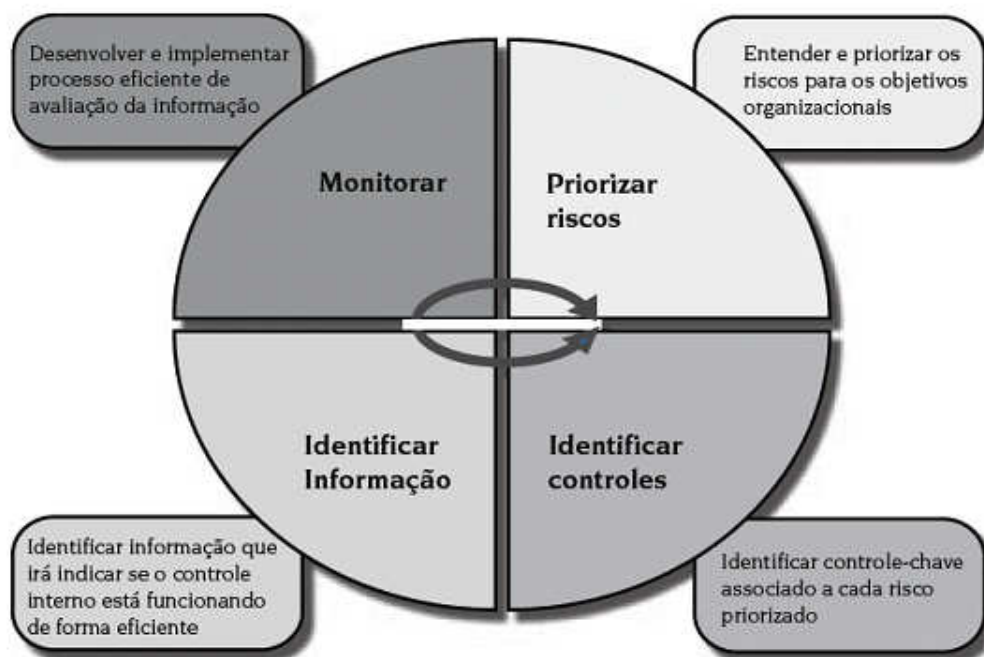 Desenvolver e implementar
processo eficiente de
avaliação da informação
Entender e priorizar os
riscos para os objetivos
organizacionais
Monitorar
Priorizar
riscos
Identificar
Informação
Identificar
controles
Identificar informação que
irá indicar se o controle
interno está funcionando
de forma eficiente
Identificar controle-chave
associado a cada risco
priorizado